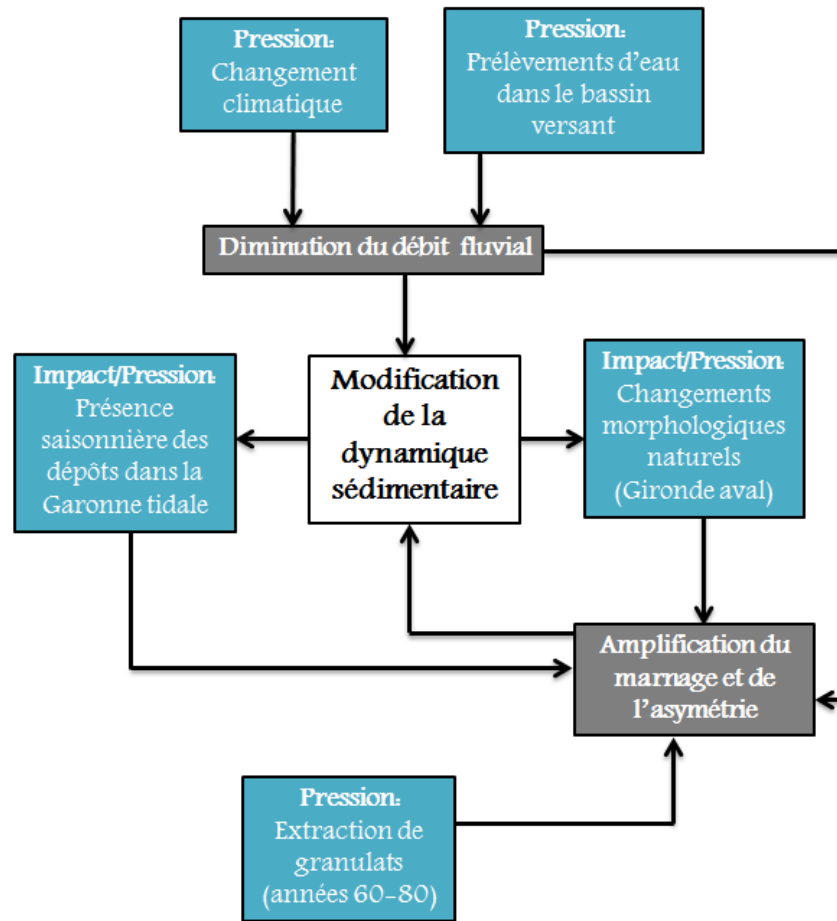 Pression:
Changement
climatique
Pression:
Prélèvements d'eau
dans le bassin
versant
Diminution du débit fluvial
Impact/Pression:
Présence
saisonnière des
dépôts dans la
Garonne tidale
Modification
de la
dynamique
sédimentaire
Impact/Pression:
Changements
morphologiques
naturels
(Gironde aval)
Amplification du
marnage et de
l'asymétrie
Pression:
Extraction de
granulats
(années 60-80)